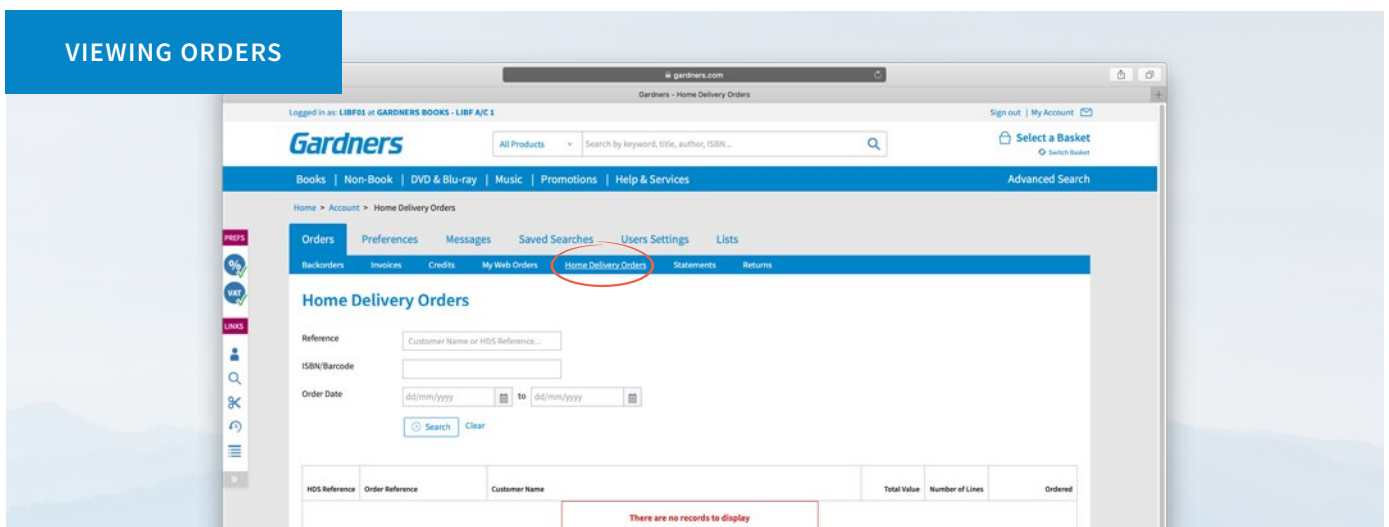 VIEWING ORDERS
gardners.com
Gardners - Home Delivery Orders
Logged in as: LIBF01 at GARDNERS BOOKS - LIBF A/C 1
Sign out | My Account
Gardners
All Products
Search by keyword, title, author, ISBN...
Select a Basket
Switch Basket
Books | Non-Book | DVD & Blu-ray | Music | Promotions | Help & Services
Advanced Search
Home > Account > Home Delivery Orders
PREFS
Orders Preferences Messages Saved Searches Users Settings Lists
%
Backorders Invoices Credits My Web Orders Home Delivery Orders Statements Returns
VAT
Home Delivery Orders
LINKS
Reference
Customer Name or HDS Reference...
ISBN/Barcode
Order Date
dd/mm/yyyy to dd/mm/yyyy
Search Clear
HDS Reference Order Reference Customer Name Total Value Number of Lines Ordered
There are no records to display